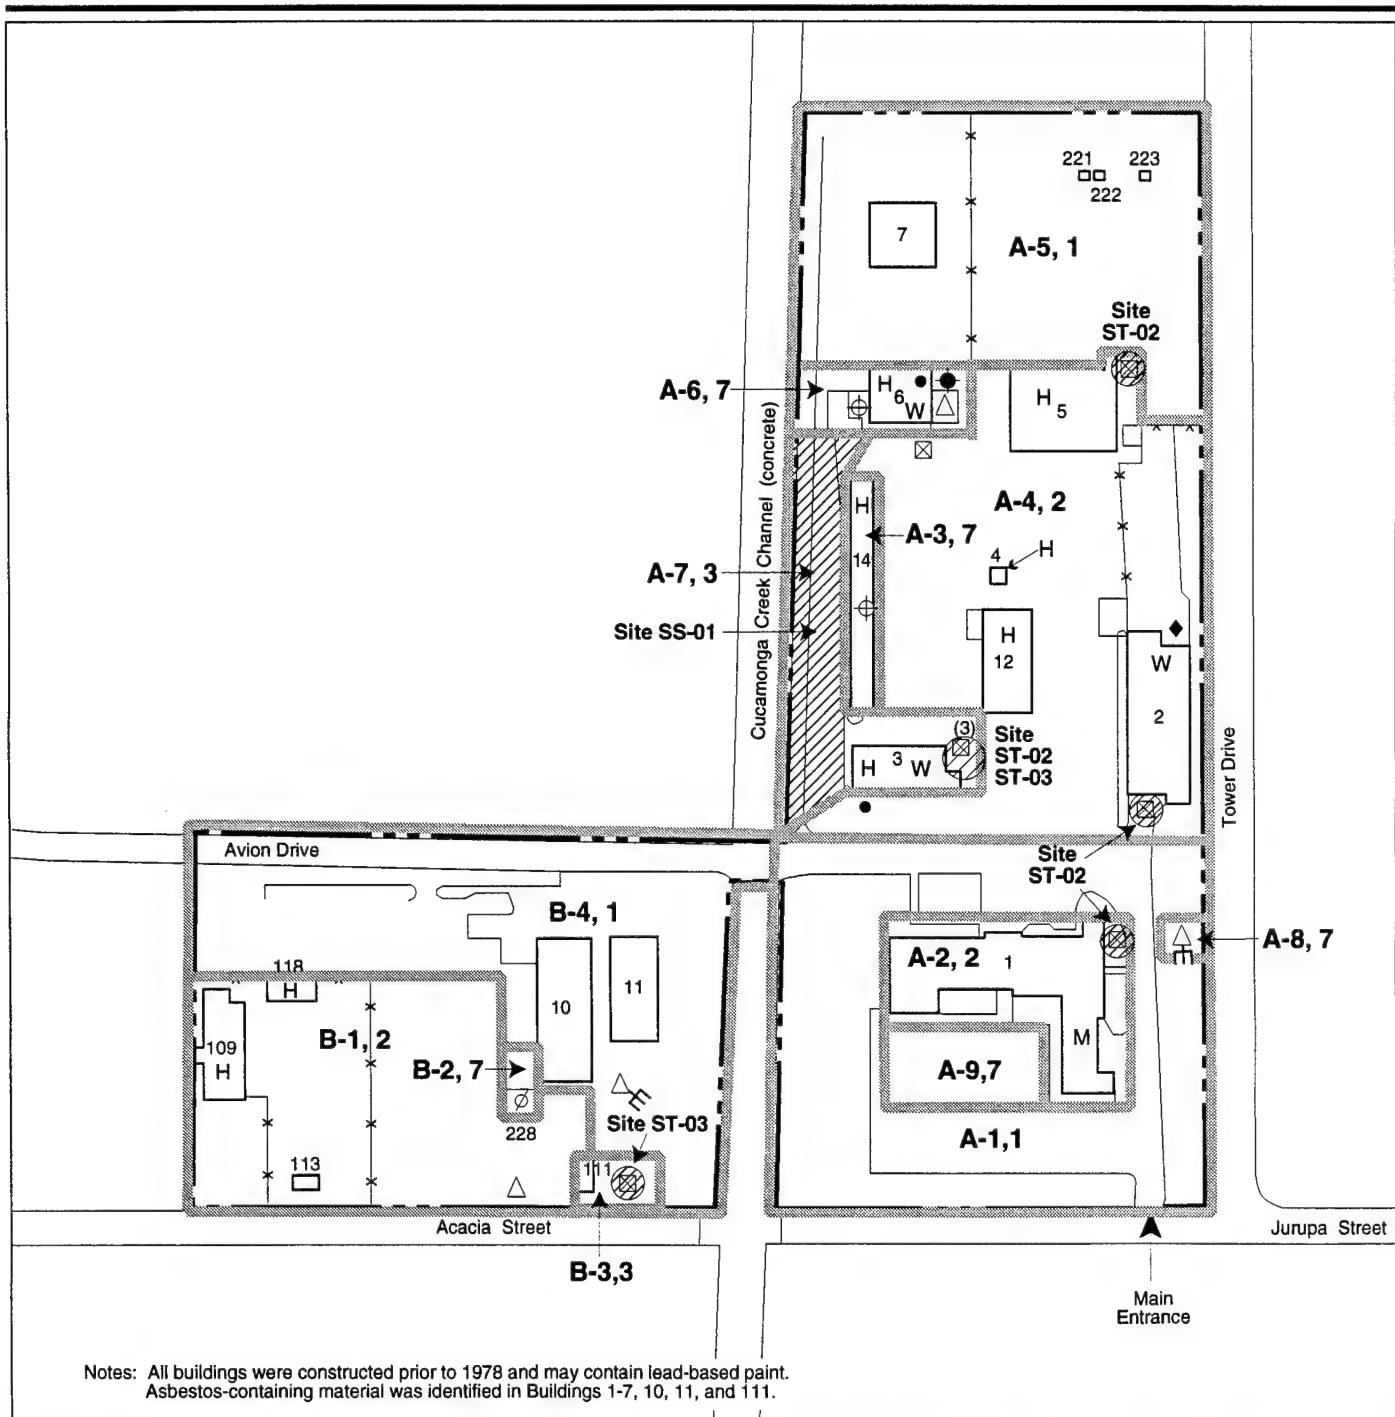 221
223
222
7
A-5, 1
Site
ST-02
A-6, 7
H
6
W
H
5
Cucamonga Creek Channel (concrete)
H
A-4, 2
A-3, 7
14
4
H
A-7, 3
Site SS-01
H
12
W
2
(3)
Site
ST-02
ST-03
H
3
W
Tower Drive
Avion Drive
Site
ST-02
B-4, 1
A-8, 7
A-2, 2
1
118
H
11
10
109
H
B-1, 2
M
B-2, 7
A-9,7
228
Site ST-03
A-1,1
113
111
Acacia Street
Jurupa Street
B-3,3
Main
Entrance
Notes: All buildings were constructed prior to 1978 and may contain lead-based paint.
Asbestos-containing material was identified in Buildings 1-7, 10, 11, and 111.